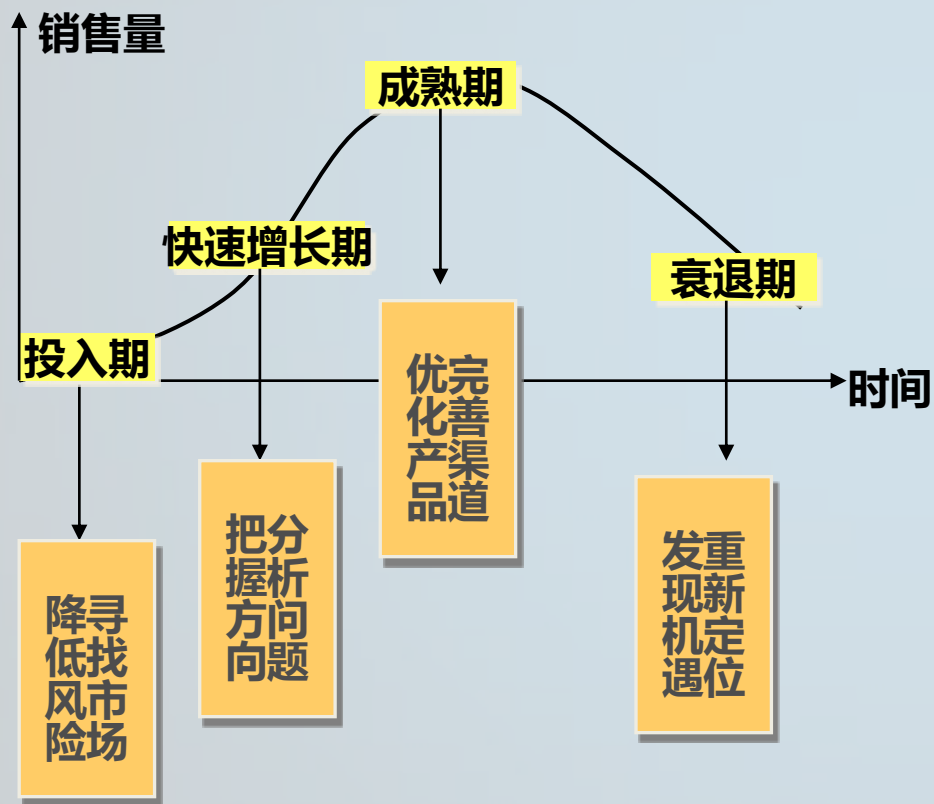 销售量
成熟期
快速增长期
衰退期
投入期
时间
完善渠道
优化产品
分析问题
把握方向
重新定位
发现机遇
寻找市场
降低风险